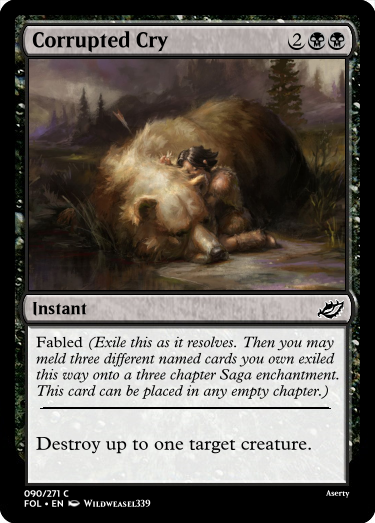 Corrupted Cry 2
Instant
Fabled (Exile this as it resolves. Then you may
meld three different named cards you own exiled
this way onto a three chapter Saga enchantment.
This card can be placed in any empty chapter.)
Destroy up to one target creature.
090/271 C
Aserty
FOL • EN Wildweasel339